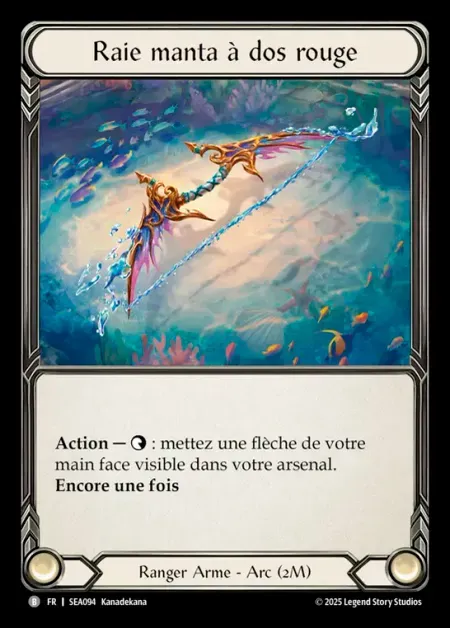 Raie manta à dos rouge
Action — : mettez une flèche de votre
main face visible dans votre arsenal.
Encore une fois
Ranger Arme - Arc (2M)
B FR | SEA094 Kanadekana
© 2025 Legend Story Studios